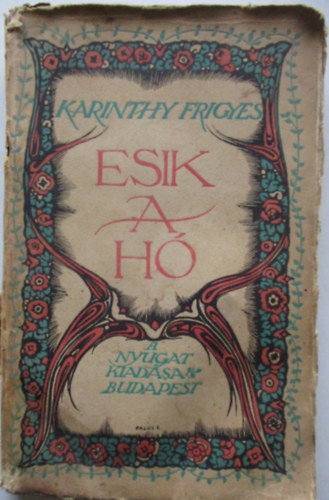 KARINTHY FRIGYES
ESIK
A
HÓ
A
NYUGAT
KIADÁSA
BUDAPEST